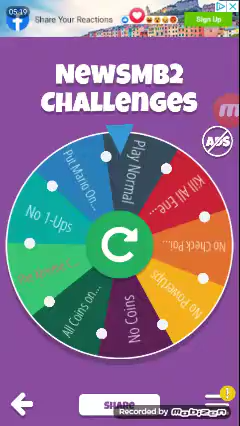 05:19
Share Your Reactions
Sign Up
NewSMB2
Challenges
ADS
Play Normal
Kill All Ene...
No Check Poi...
No PowerUps
No Coins
All Coins on...
No 1-Ups
Put Mario On...
SHARE
Recorded by Mobizen